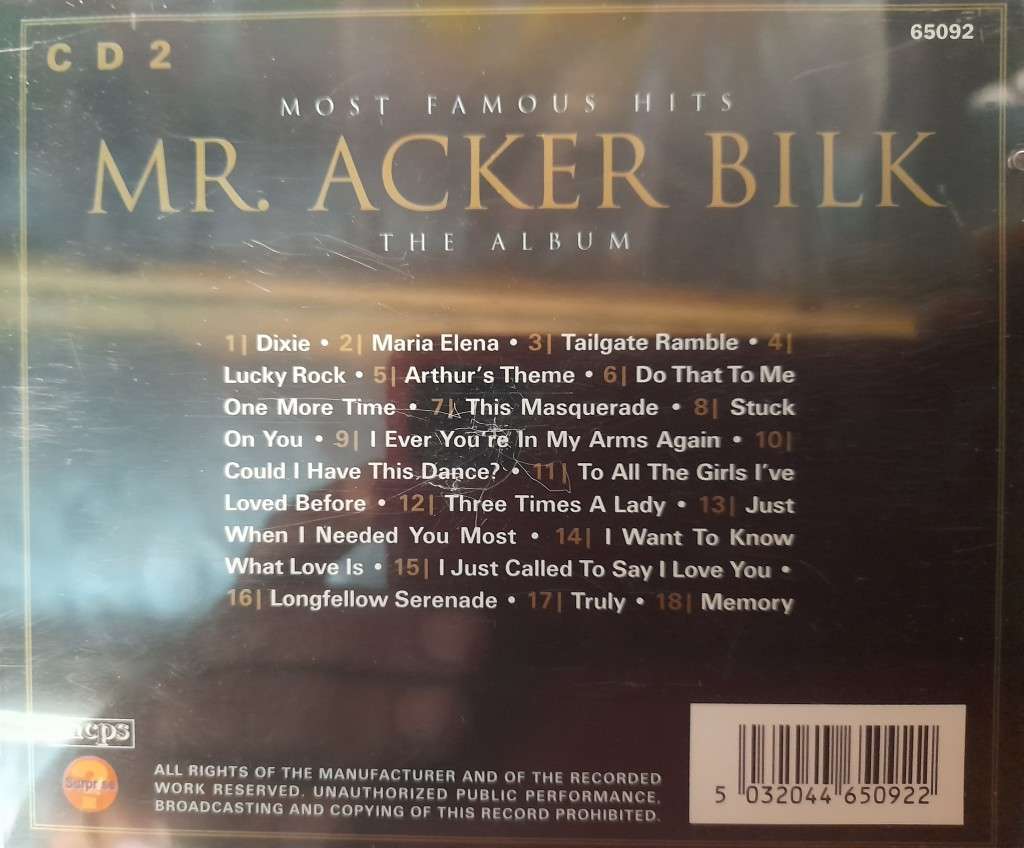 CD 2
65092
MOST FAMOUS HITS
MR. ACKER BILK
THE ALBUM
1| Dixie • 2| Maria Elena • 3| Tailgate Ramble • 4|
Lucky Rock • 5| Arthur's Theme • 6| Do That To Me
One More Time • 7| This Masquerade • 8| Stuck
On You • 9| I Ever You're In My Arms Again • 10|
Could I Have This Dance? • 11| To All The Girls I've
Loved Before • 12| Three Times A Lady • 13| Just
When I Needed You Most • 14| I Want To Know
What Love Is • 15| I Just Called To Say I Love You •
16| Longfellow Serenade • 17| Truly • 18| Memory
mcps
Surprise
ALL RIGHTS OF THE MANUFACTURER AND OF THE RECORDED
WORK RESERVED. UNAUTHORIZED PUBLIC PERFORMANCE,
BROADCASTING AND COPYING OF THIS RECORD PROHIBITED.
5 032044 650922